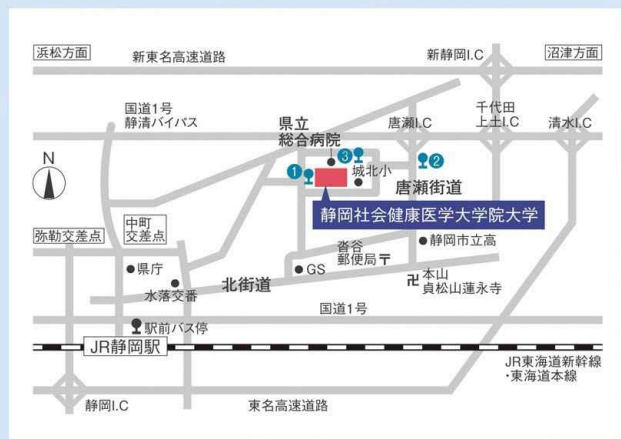 浜松方面
新東名高速道路
新静岡I.C
沼津方面
国道1号
静清バイパス
県立
総合病院
唐瀬I.C
千代田
上土I.C
清水I.C
N
1
3
2
城北小
唐瀬街道
静岡社会健康医学大学院大学
弥勒交差点
中町
交差点
県庁
水落交番
北街道
GS
沓谷
郵便局〒
静岡市立高
卍本山
貞松山蓮永寺
国道1号
駅前バス停
JR静岡駅
JR東海道新幹線
・東海道本線
静岡I.C
東名高速道路